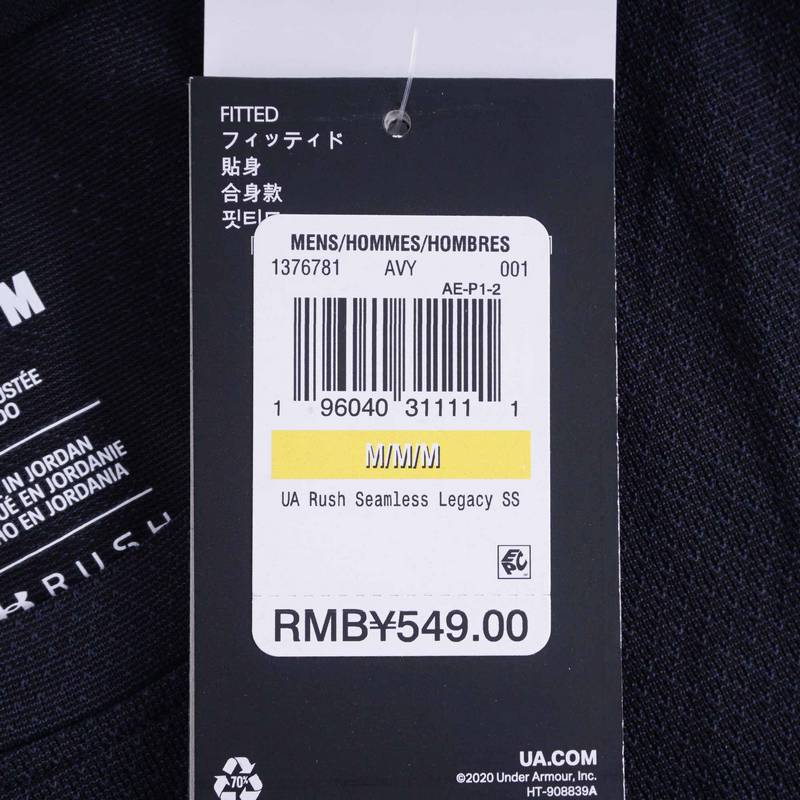 FITTED
フィッティド
貼身
合身款
MENS/HOMMES/HOMBRES
1376781 AVY 001
AE-P1-2
1 96040 31111 1
M/M/M
UA Rush Seamless Legacy SS
EPC
RMB¥549.00
70%
UA.COM
©2020 Under Armour, Inc.
HT-908839A
M
USTÉE
DO
IN JORDAN
UÉ EN JORDANIE
HO EN JORDANIA
RUSH